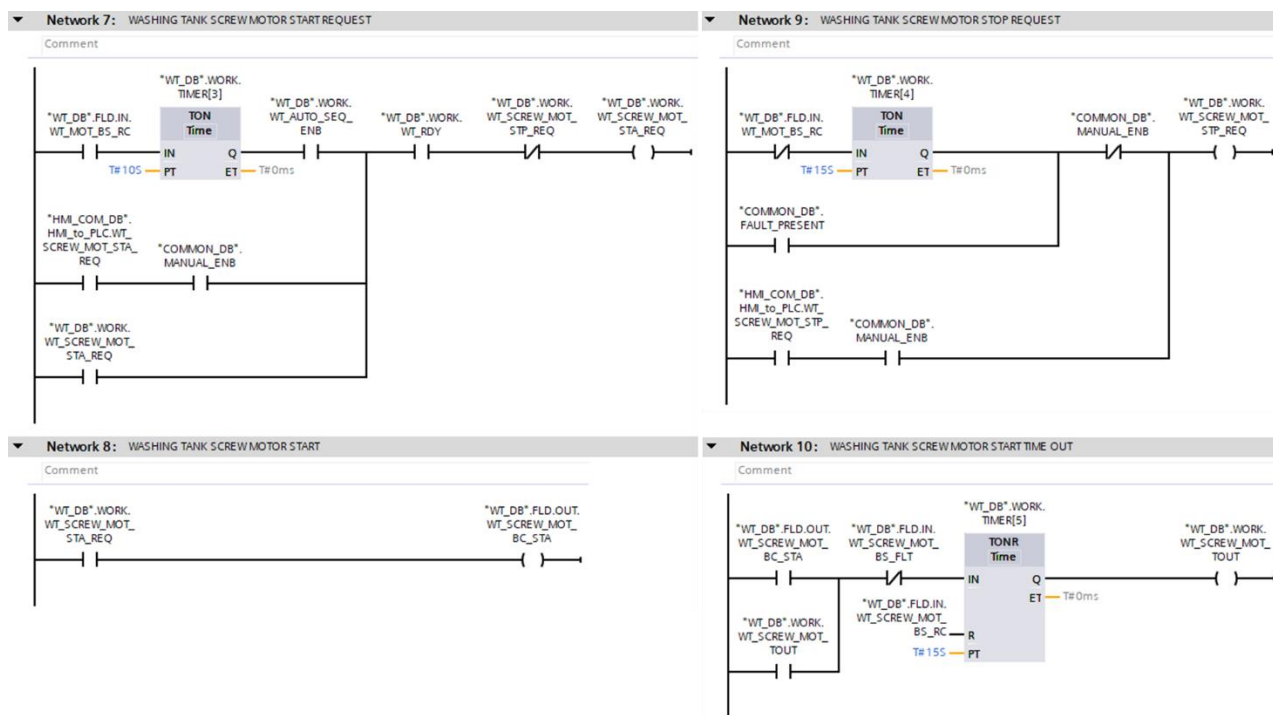 Network 7: WASHING TANK SCREW MOTOR START REQUEST
Comment
"WT_DB".WORK.
TIMER[3]
"WT_DB".FLD.IN.
WT_MOT_BS_RC
TON
Time
"WT_DB".WORK.
WT_AUTO_SEQ_
ENB
"WT_DB".WORK.
WT_RDY
"WT_DB".WORK.
WT_SCREW_MOT_
STP_REQ
"WT_DB".WORK.
WT_SCREW_MOT_
STA_REQ
IN Q
T#10S PT ET T#0ms
"HMI_COM_DB".
HMI_to_PLC.WT_
SCREW_MOT_STA_
REQ
"COMMON_DB".
MANUAL_ENB
"WT_DB".WORK.
WT_SCREW_MOT_
STA_REQ
Network 9: WASHING TANK SCREW MOTOR STOP REQUEST
Comment
"WT_DB".WORK.
TIMER[4]
"WT_DB".FLD.IN.
WT_MOT_BS_RC
TON
Time
"COMMON_DB".
MANUAL_ENB
"WT_DB".WORK.
WT_SCREW_MOT_
STP_REQ
IN Q
T#15S PT ET T#0ms
"COMMON_DB".
FAULT_PRESENT
"HMI_COM_DB".
HMI_to_PLC.WT_
SCREW_MOT_STP_
REQ
"COMMON_DB".
MANUAL_ENB
Network 8: WASHING TANK SCREW MOTOR START
Comment
"WT_DB".WORK.
WT_SCREW_MOT_
STA_REQ
"WT_DB".FLD.OUT.
WT_SCREW_MOT_
BC_STA
Network 10: WASHING TANK SCREW MOTOR START TIME OUT
Comment
"WT_DB".WORK.
TIMER[5]
"WT_DB".FLD.OUT.
WT_SCREW_MOT_
BC_STA
"WT_DB".FLD.IN.
WT_SCREW_MOT_
BS_FLT
TONR
Time
"WT_DB".WORK.
WT_SCREW_MOT_
TOUT
IN Q
ET T#0ms
"WT_DB".FLD.IN.
WT_SCREW_MOT_
BS_RC R
T#15S PT
"WT_DB".WORK.
WT_SCREW_MOT_
TOUT